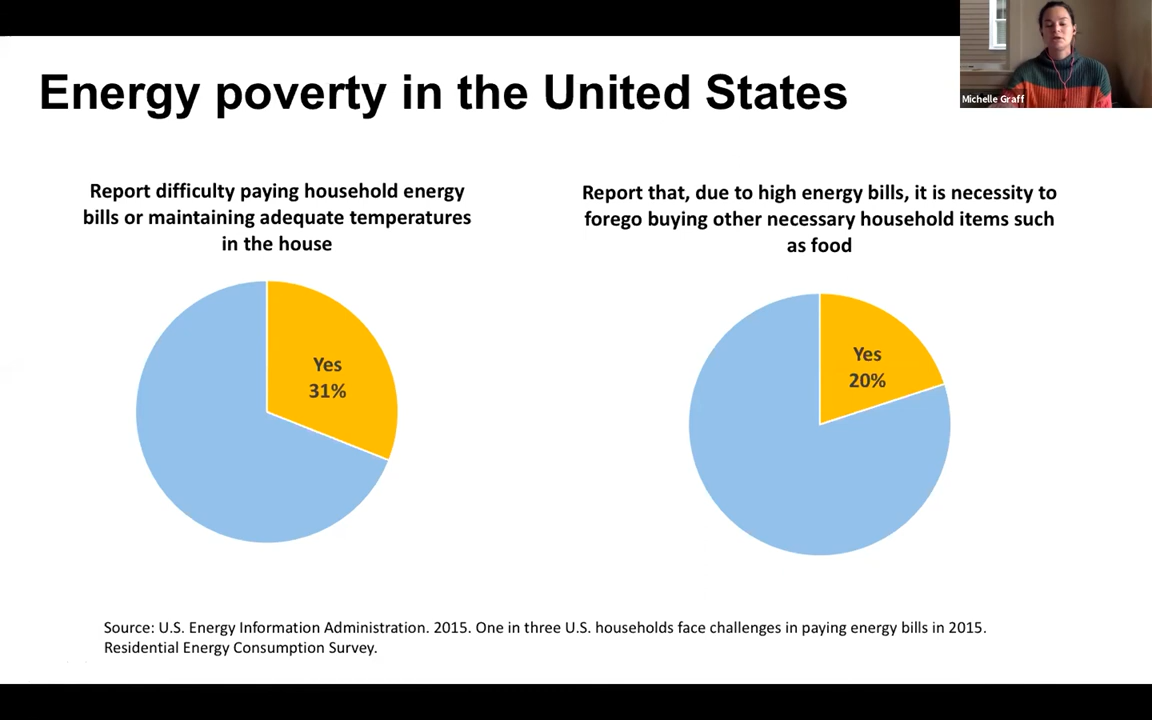 Energy poverty in the United States
Michelle Graff
Report difficulty paying household energy
bills or maintaining adequate temperatures
in the house
Report that, due to high energy bills, it is necessity to
forego buying other necessary household items such
as food
Yes
31%
Yes
20%
Source: U.S. Energy Information Administration. 2015. One in three U.S. households face challenges in paying energy bills in 2015.
Residential Energy Consumption Survey.